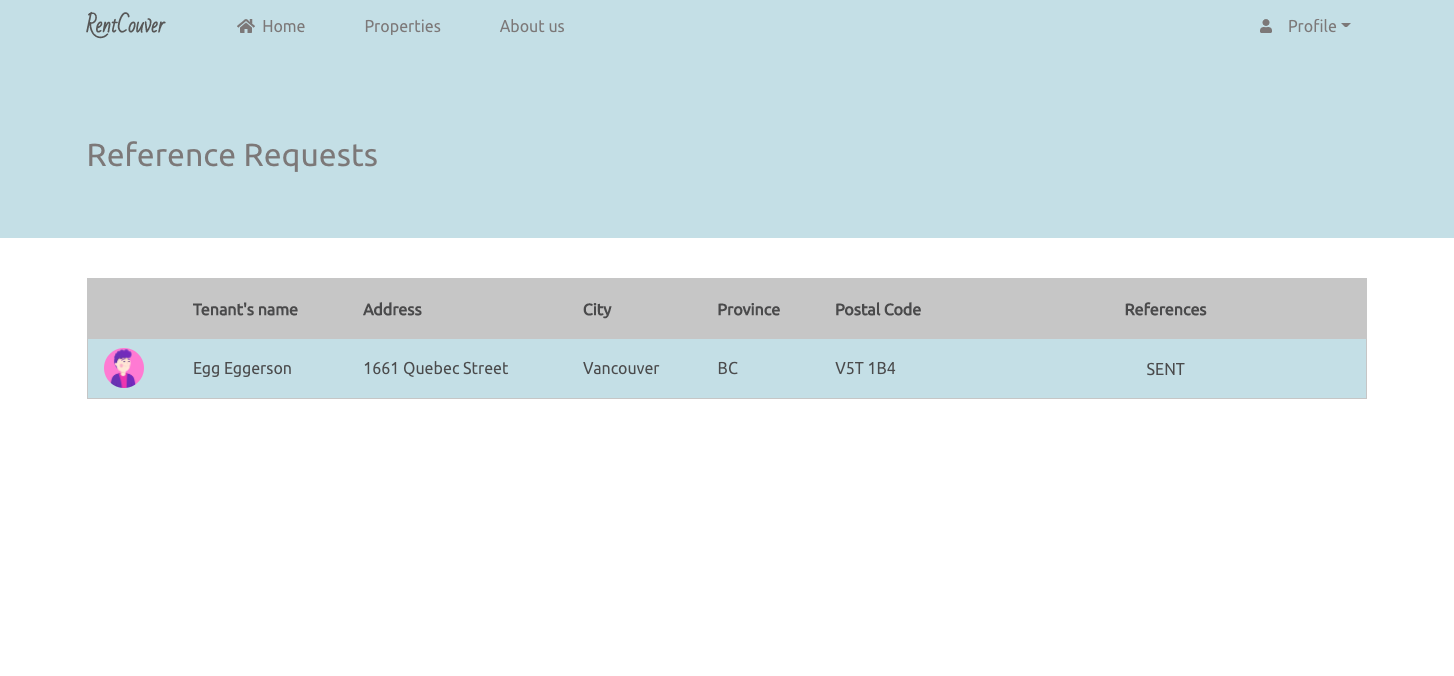 RentCouver Home Properties About us Profile
Reference Requests
Tenant's name Address City Province Postal Code References
Egg Eggerson 1661 Quebec Street Vancouver BC V5T 1B4 SENT